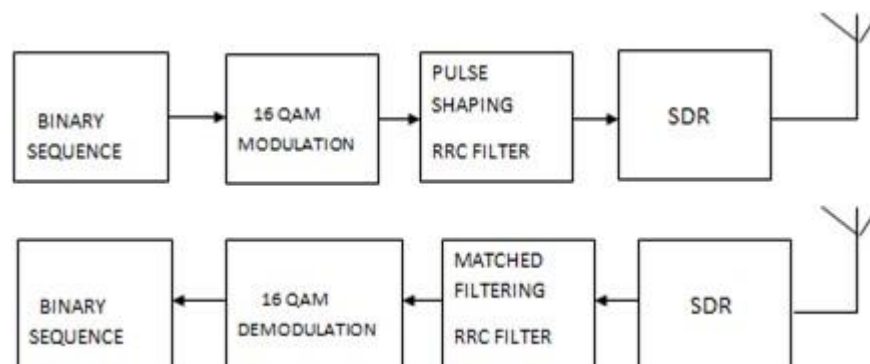 BINARY
SEQUENCE
16 QAM
MODULATION
PULSE
SHAPING
RRC FILTER
SDR
BINARY
SEQUENCE
16 QAM
DEMODULATION
MATCHED
FILTERING
RRC FILTER
SDR